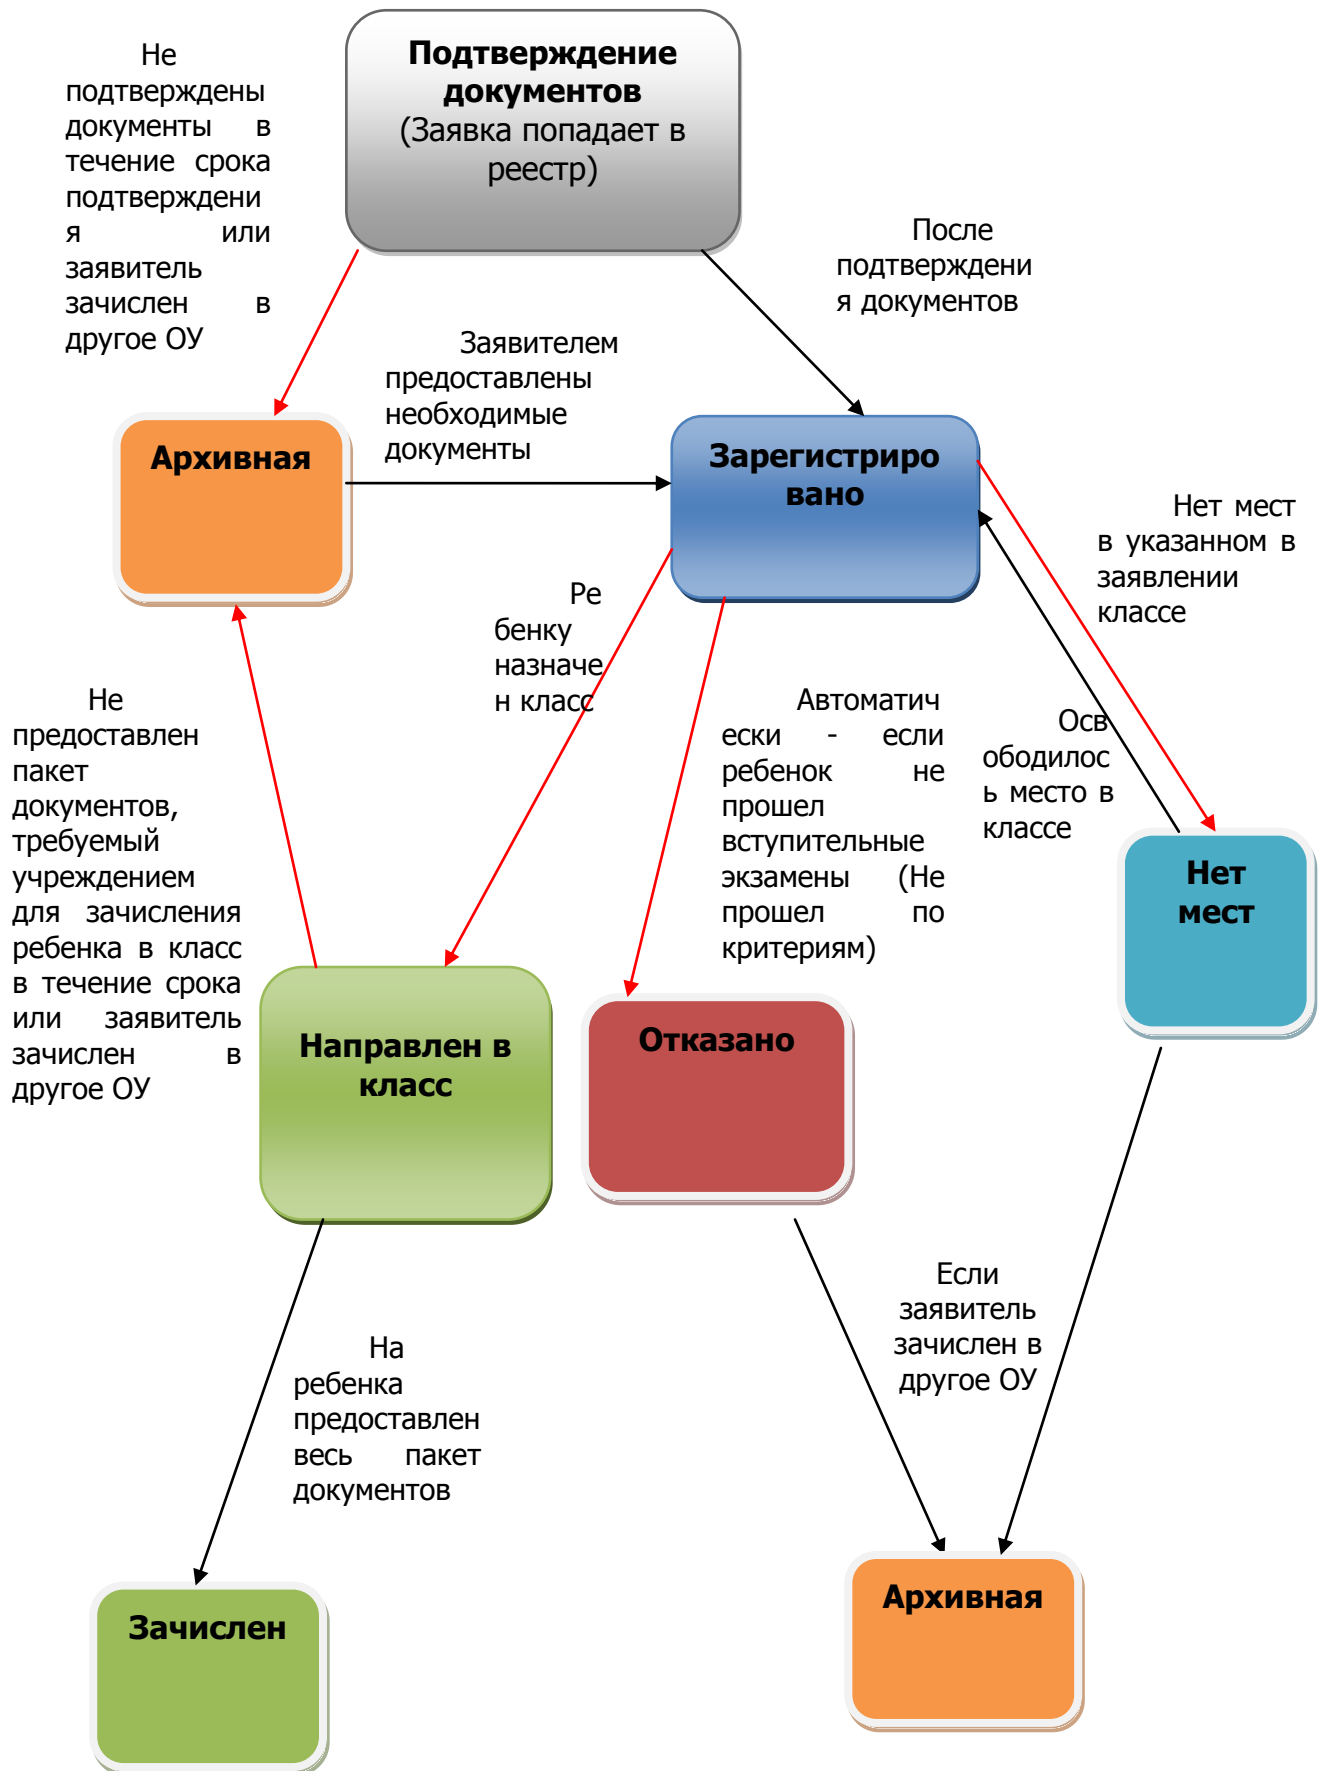 Не
подтверждены
документы в
течение срока
подтверждени
я или
заявитель
зачислен в
другое ОУ
Подтверждение
документов
(Заявка попадает в
реестр)
После
подтверждени
я документов
Заявителем
предоставлены
необходимые
документы
Архивная
Зарегистриро
вано
Нет мест
в указанном в
заявлении
классе
Ре
бенку
назначе
н класс
Не
предоставлен
пакет
документов,
требуемый
учреждением
для зачисления
ребенка в класс
в течение срока
или заявитель
зачислен в
другое ОУ
Автоматич
ески - если
ребенок не
прошел
вступительные
экзамены (Не
прошел по
критериям)
Осв
ободилос
ь место в
классе
Нет
мест
Направлен в
класс
Отказано
Если
заявитель
зачислен в
другое ОУ
На
ребенка
предоставлен
весь пакет
документов
Зачислен
Архивная